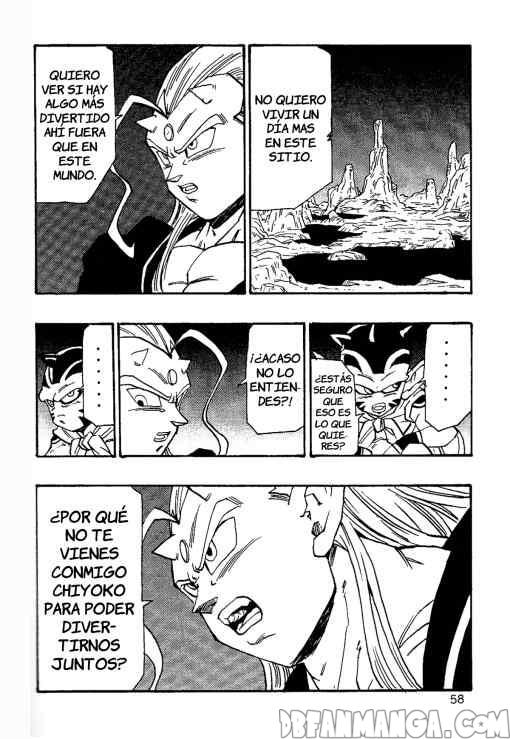 NO QUIERO
VIVIR UN
DÍA MAS
EN ESTE
SITIO.
QUIERO
VER SI HAY
ALGO MÁS
DIVERTIDO
AHÍ FUERA
QUE EN
ESTE
MUNDO.
¿ESTÁS
SEGURO
QUE
ESO ES
LO QUE
QUIE-
RES?
¡¿ACASO
NO LO
ENTIEN-
DES?!
¿POR QUÉ
NO TE
VIENES
CONMIGO
CHIYOKO
PARA PODER
DIVER-
TIRNOS
JUNTOS?
58
DBFANMANGA.COM